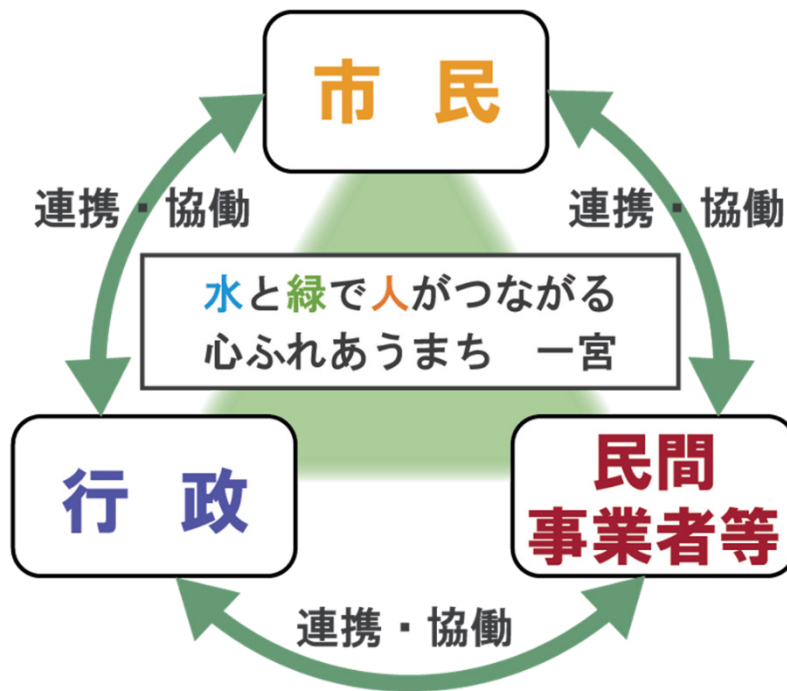 市 民
連携・協働
連携・協働
水と緑で人がつながる
心ふれあうまち 一宮
行 政
民間
事業者等
連携・協働